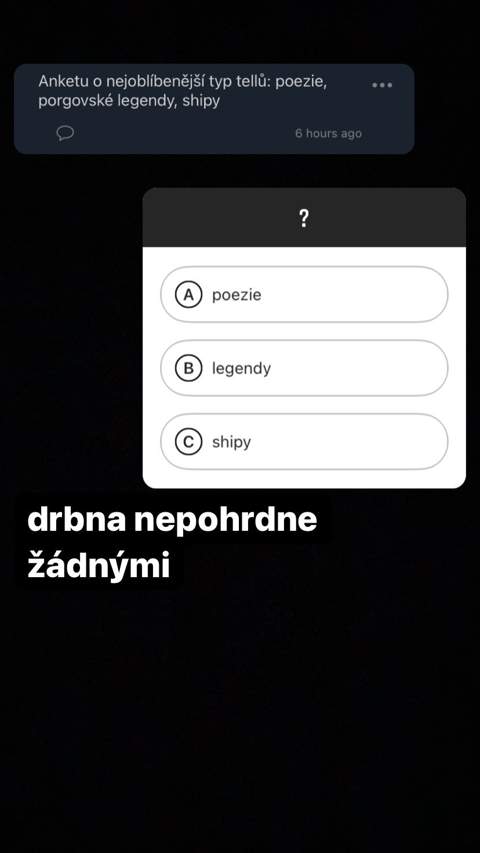 Anketu o nejoblíbenější typ tellů: poezie,
porgovské legendy, shipy
6 hours ago
?
A poezie
B legendy
C shipy
drbna nepohrdne
žádnými